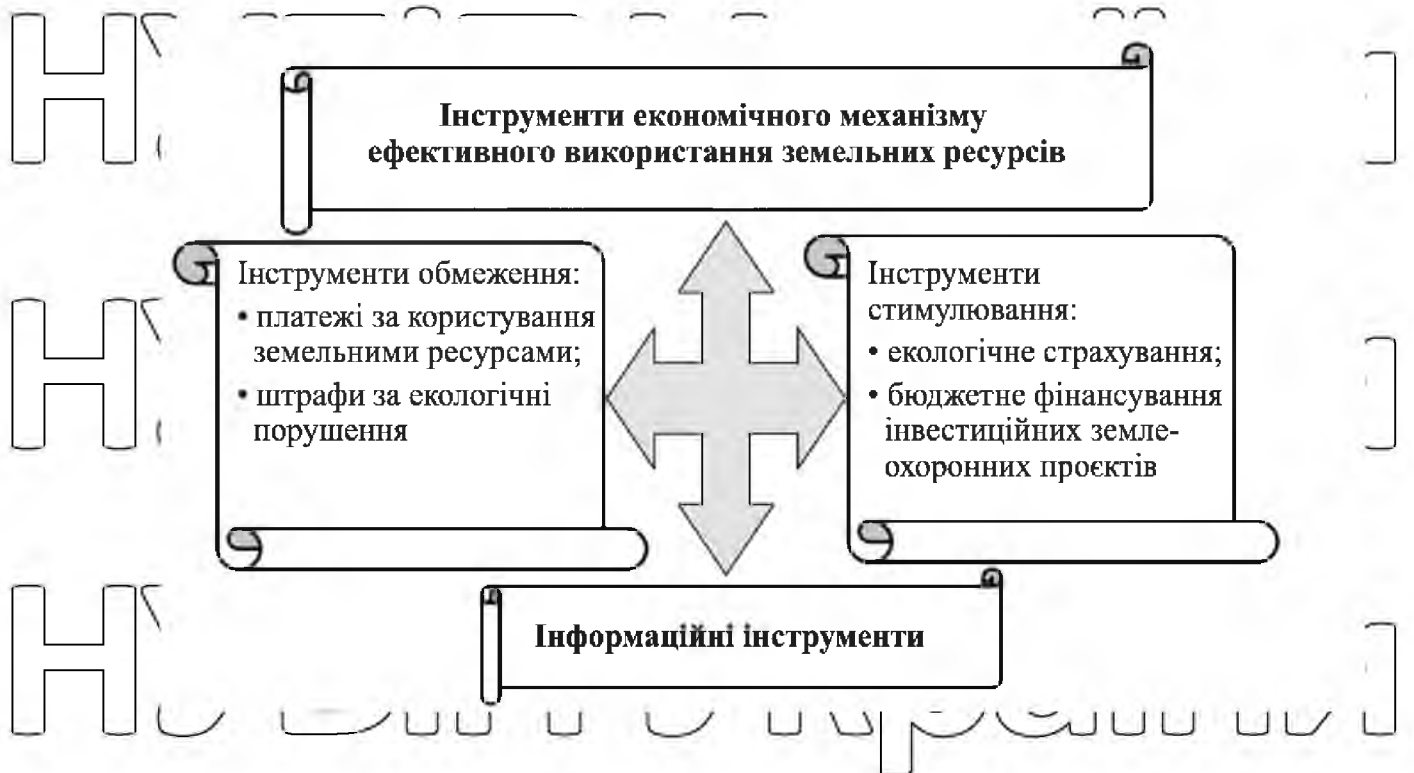 Інструменти економічного механізму
ефективного використання земельних ресурсів
Інструменти обмеження:
• платежі за користування
земельними ресурсами;
• штрафи за екологічні
порушення
Інструменти
стимулювання:
• екологічне страхування;
• бюджетне фінансування
інвестиційних земле-
охоронних проєктів
Інформаційні інструменти